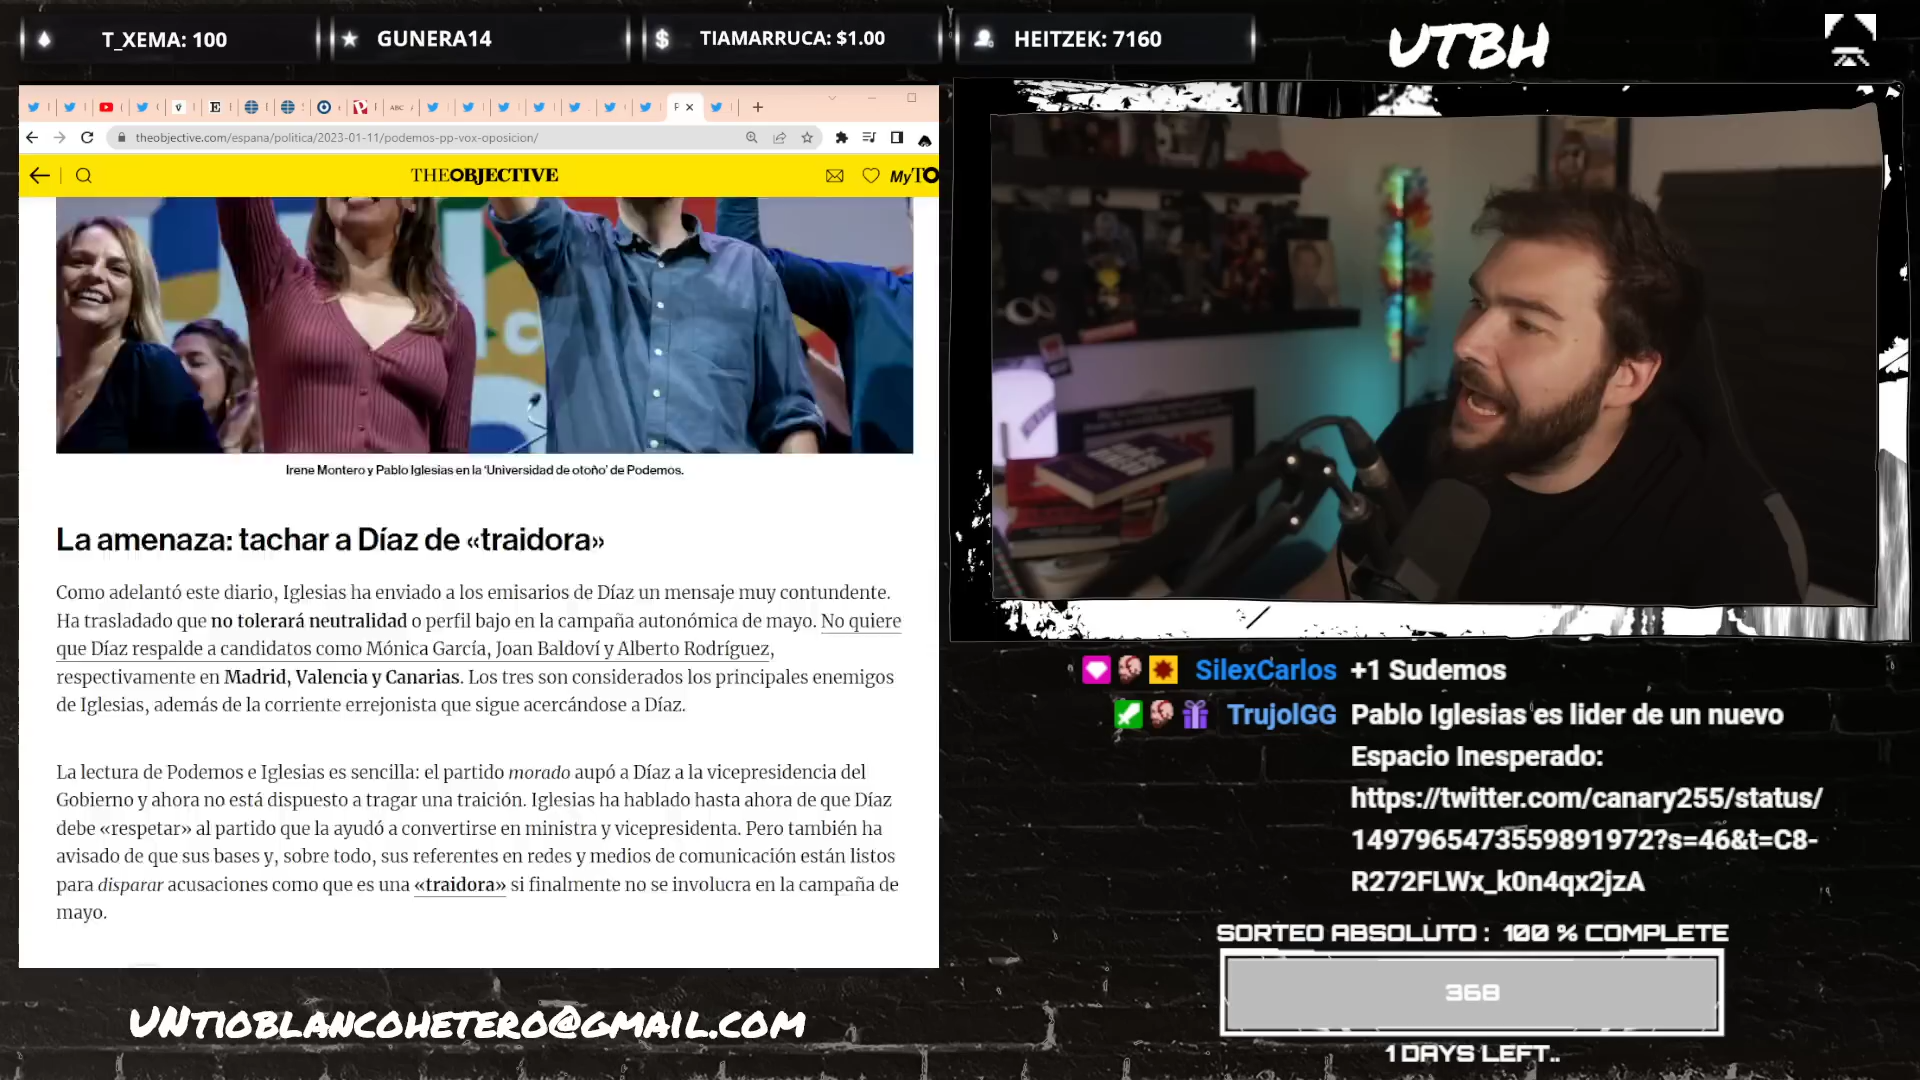 T_XEMA: 100
GUNERA14
TIAMARRUCA: $1.00
HEITZEK: 7160
UTBH
theobjective.com/espana/politica/2023-01-11/podemos-pp-vox-oposicion/
THEOBJECTIVE
MyTO
Irene Montero y Pablo Iglesias en la ‘Universidad de otoño’ de Podemos.
La amenaza: tachar a Díaz de «traidora»
Como adelantó este diario, Iglesias ha enviado a los emisarios de Díaz un mensaje muy contundente.
Ha trasladado que no tolerará neutralidad o perfil bajo en la campaña autonómica de mayo. No quiere
que Díaz respalde a candidatos como Mónica García, Joan Baldoví y Alberto Rodríguez,
respectivamente en Madrid, Valencia y Canarias. Los tres son considerados los principales enemigos
de Iglesias, además de la corriente errejonista que sigue acercándose a Díaz.
La lectura de Podemos e Iglesias es sencilla: el partido morado aupó a Díaz a la vicepresidencia del
Gobierno y ahora no está dispuesto a tragar una traición. Iglesias ha hablado hasta ahora de que Díaz
debe «respetar» al partido que la ayudó a convertirse en ministra y vicepresidenta. Pero también ha
avisado de que sus bases y, sobre todo, sus referentes en redes y medios de comunicación están listos
para disparar acusaciones como que es una «traidora» si finalmente no se involucra en la campaña de
mayo.
SilexCarlos +1 Sudemos
TrujolGG Pablo Iglesias es lider de un nuevo
Espacio Inesperado:
https://twitter.com/canary255/status/
1497965473559891972?s=46&t=C8-
R272FLWx_k0n4qx2jzA
SORTEO ABSOLUTO : 100 % COMPLETE
368
1 DAYS LEFT..
UNTIOBLANCOHETERO@GMAIL.COM